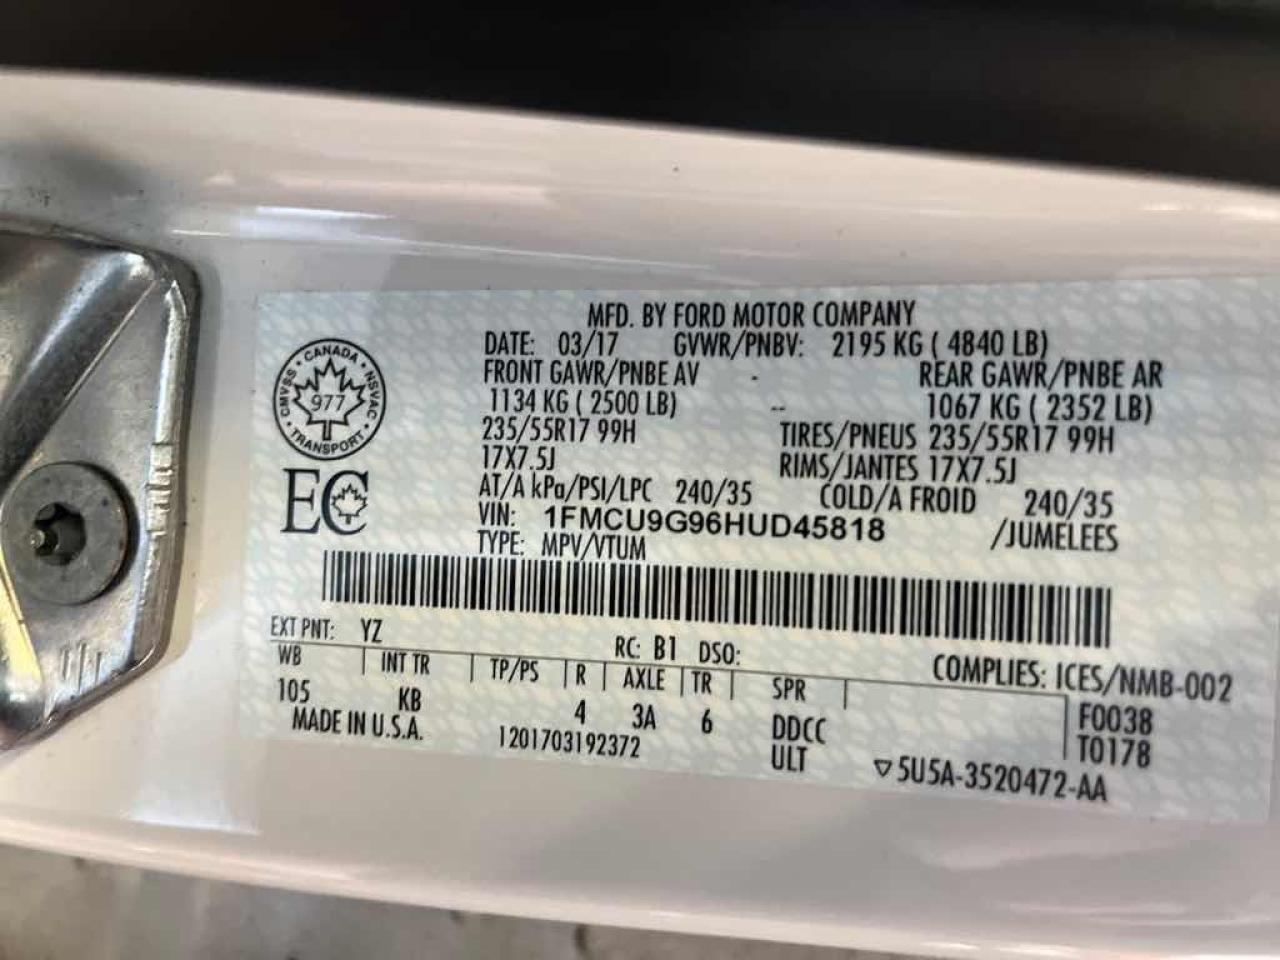 MFD. BY FORD MOTOR COMPANY
DATE: 03/17 GVWR/PNBV: 2195 KG ( 4840 LB)
FRONT GAWR/PNBE AV - REAR GAWR/PNBE AR
1134 KG ( 2500 LB) -- 1067 KG ( 2352 LB)
235/55R17 99H TIRES/PNEUS 235/55R17 99H
17X7.5J RIMS/JANTES 17X7.5J
AT/A kPa/PSI/LPC 240/35 COLD/A FROID 240/35
VIN: 1FMCU9G96HUD45818 /JUMELEES
TYPE: MPV/VTUM
CANADA
CMVSS • NSVAC
977
TRANSPORT
EC
EXT PNT: YZ RC: B1 DSO:
WB INT TR TP/PS R AXLE TR SPR COMPLIES: ICES/NMB-002
105 KB 4 3A 6 DDCC F0038
MADE IN U.S.A. 1201703192372 ULT T0178
▽5U5A-3520472-AA